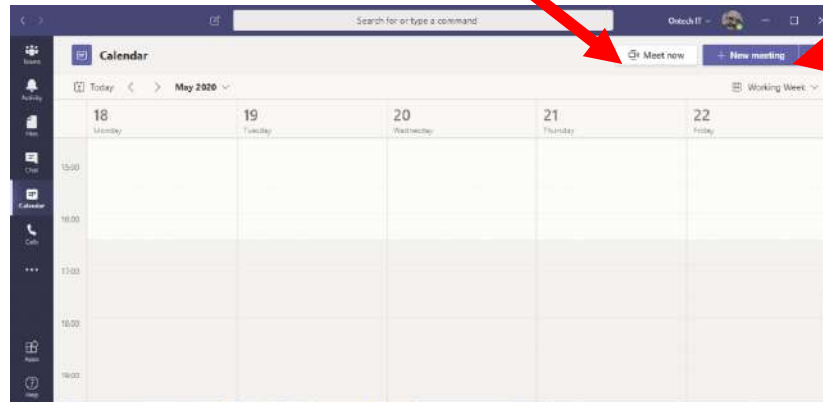 Search for or type a command
Ostech IT
Teams
Calendar
Meet now
+ New meeting
Activity
Today
May 2020
Working Week
Files
18
19
20
21
22
Monday
Tuesday
Wednesday
Thursday
Friday
Chat
15:00
Calendar
16:00
Calls
17:00
18:00
Apps
19:00
Help